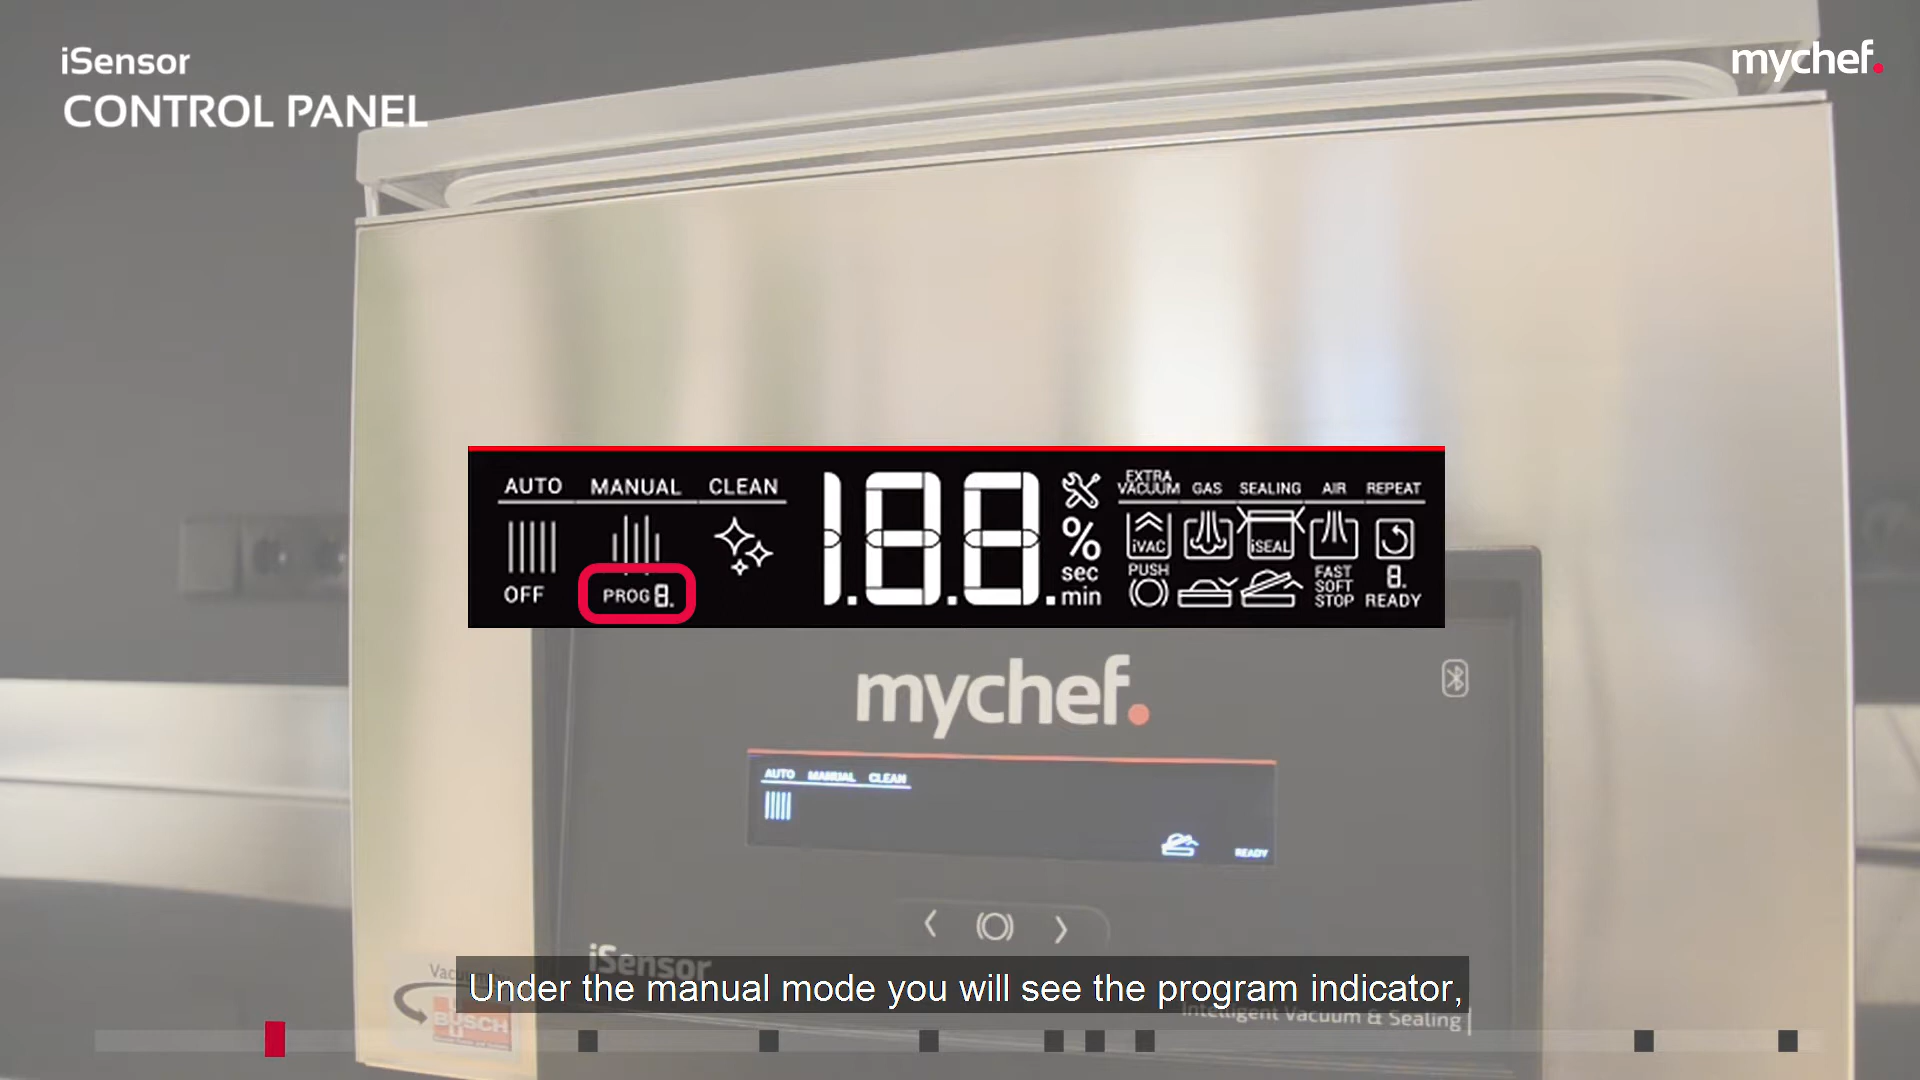 iSensor
CONTROL PANEL
mychef.
AUTO MANUAL CLEAN
OFF
PROG 8.
1.8.8.
%
sec
min
EXTRA VACUUM GAS SEALING AIR REPEAT
iVAC
iSEAL
PUSH
FAST
SOFT
STOP
8.
READY
mychef.
AUTO MANUAL CLEAN
READY
iSensor
Vacuum by
BUSCH
Under the manual mode you will see the program indicator,
Intelligent Vacuum & Sealing